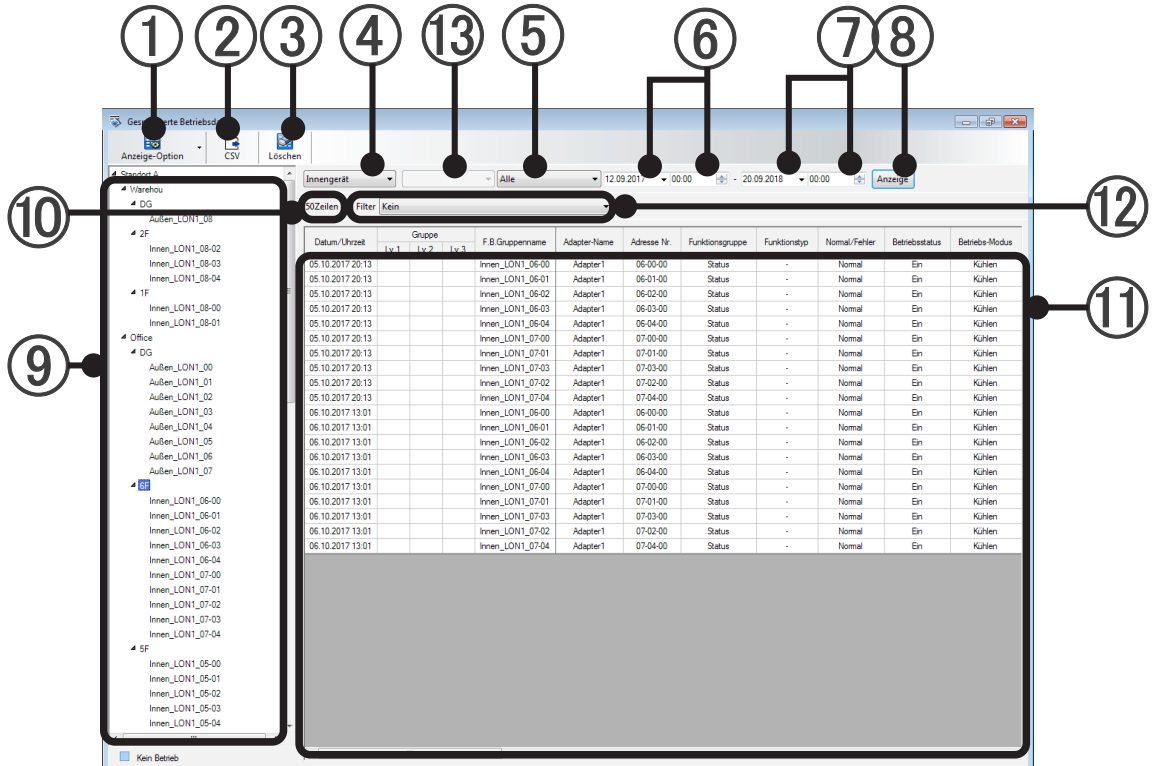 1 2 3 4 13 5 6 7 8
Anzeige-Option CSV Löschen
Standort A
Innengerät Alle 12.09.2017 00:00 - 20.09.2018 00:00 Anzeige
10 50Zeilen Filter Kein 12
Warehou
DG
Außen_LON1_08
2F
Innen_LON1_08-02
Innen_LON1_08-03
Innen_LON1_08-04
1F
Innen_LON1_08-00
Innen_LON1_08-01
Office
DG
Außen_LON1_00
Außen_LON1_01
Außen_LON1_02
Außen_LON1_03
Außen_LON1_04
Außen_LON1_05
Außen_LON1_06
Außen_LON1_07
6F
Innen_LON1_06-00
Innen_LON1_06-01
Innen_LON1_06-02
Innen_LON1_06-03
Innen_LON1_06-04
Innen_LON1_07-00
Innen_LON1_07-01
Innen_LON1_07-02
Innen_LON1_07-03
Innen_LON1_07-04
5F
Innen_LON1_05-00
Innen_LON1_05-01
Innen_LON1_05-02
Innen_LON1_05-03
Innen_LON1_05-04
9
Kein Betrieb
Datum/Uhrzeit Gruppe F.B.Gruppenname Adapter-Name Adresse Nr. Funktionsgruppe Funktionstyp Normal/Fehler Betriebsstatus Betriebs-Modus
Lv 1 Lv 2 Lv 3
05.10.2017 20:13 Innen_LON1_06-00 Adapter1 06-00-00 Status - Normal Ein Kühlen
05.10.2017 20:13 Innen_LON1_06-01 Adapter1 06-01-00 Status - Normal Ein Kühlen
05.10.2017 20:13 Innen_LON1_06-02 Adapter1 06-02-00 Status - Normal Ein Kühlen
05.10.2017 20:13 Innen_LON1_06-03 Adapter1 06-03-00 Status - Normal Ein Kühlen
05.10.2017 20:13 Innen_LON1_06-04 Adapter1 06-04-00 Status - Normal Ein Kühlen
05.10.2017 20:13 Innen_LON1_07-00 Adapter1 07-00-00 Status - Normal Ein Kühlen
05.10.2017 20:13 Innen_LON1_07-01 Adapter1 07-01-00 Status - Normal Ein Kühlen
05.10.2017 20:13 Innen_LON1_07-03 Adapter1 07-03-00 Status - Normal Ein Kühlen
05.10.2017 20:13 Innen_LON1_07-02 Adapter1 07-02-00 Status - Normal Ein Kühlen
05.10.2017 20:13 Innen_LON1_07-04 Adapter1 07-04-00 Status - Normal Ein Kühlen
06.10.2017 13:01 Innen_LON1_06-00 Adapter1 06-00-00 Status - Normal Ein Kühlen
06.10.2017 13:01 Innen_LON1_06-01 Adapter1 06-01-00 Status - Normal Ein Kühlen
06.10.2017 13:01 Innen_LON1_06-02 Adapter1 06-02-00 Status - Normal Ein Kühlen
06.10.2017 13:01 Innen_LON1_06-03 Adapter1 06-03-00 Status - Normal Ein Kühlen
06.10.2017 13:01 Innen_LON1_06-04 Adapter1 06-04-00 Status - Normal Ein Kühlen
06.10.2017 13:01 Innen_LON1_07-00 Adapter1 07-00-00 Status - Normal Ein Kühlen
06.10.2017 13:01 Innen_LON1_07-01 Adapter1 07-01-00 Status - Normal Ein Kühlen
06.10.2017 13:01 Innen_LON1_07-03 Adapter1 07-03-00 Status - Normal Ein Kühlen
06.10.2017 13:01 Innen_LON1_07-02 Adapter1 07-02-00 Status - Normal Ein Kühlen
06.10.2017 13:01 Innen_LON1_07-04 Adapter1 07-04-00 Status - Normal Ein Kühlen
11